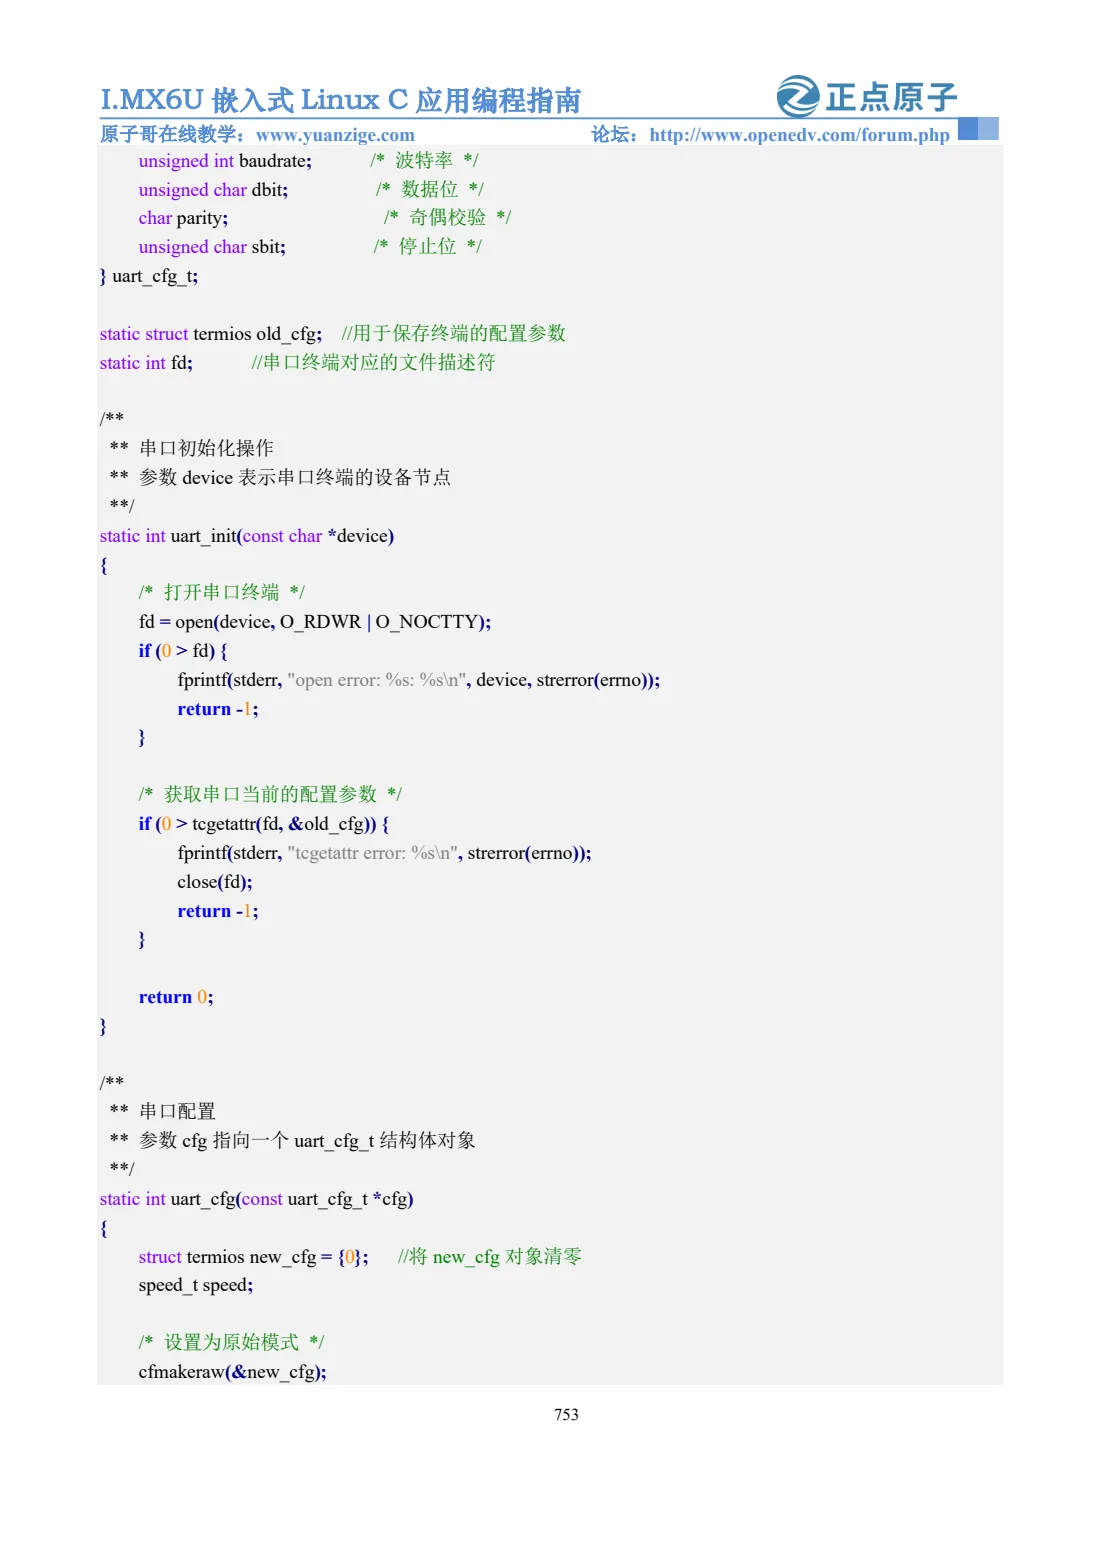 I.MX6U 嵌入式 Linux C 应用编程指南
正点原子
原子哥在线教学：www.yuanzige.com 论坛：http://www.openedv.com/forum.php
unsigned int baudrate; /* 波特率 */
unsigned char dbit; /* 数据位 */
char parity; /* 奇偶校验 */
unsigned char sbit; /* 停止位 */
} uart_cfg_t;
static struct termios old_cfg; //用于保存终端的配置参数
static int fd; //串口终端对应的文件描述符
/**
** 串口初始化操作
** 参数 device 表示串口终端的设备节点
**/
static int uart_init(const char *device)
{
/* 打开串口终端 */
fd = open(device, O_RDWR | O_NOCTTY);
if (0 > fd) {
fprintf(stderr, "open error: %s: %s\n", device, strerror(errno));
return -1;
}
/* 获取串口当前的配置参数 */
if (0 > tcgetattr(fd, &old_cfg)) {
fprintf(stderr, "tcgetattr error: %s\n", strerror(errno));
close(fd);
return -1;
}
return 0;
}
/**
** 串口配置
** 参数 cfg 指向一个 uart_cfg_t 结构体对象
**/
static int uart_cfg(const uart_cfg_t *cfg)
{
struct termios new_cfg = {0}; //将 new_cfg 对象清零
speed_t speed;
/* 设置为原始模式 */
cfmakeraw(&new_cfg);
753